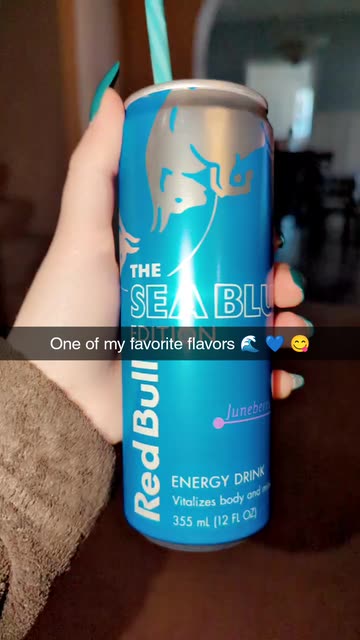 THE
SEA BLU
EDITION
One of my favorite flavors 🌊 💙 😋
Red Bull
Juneber
ENERGY DRINK
Vitalizes body and
355 mL (12 FL OZ)